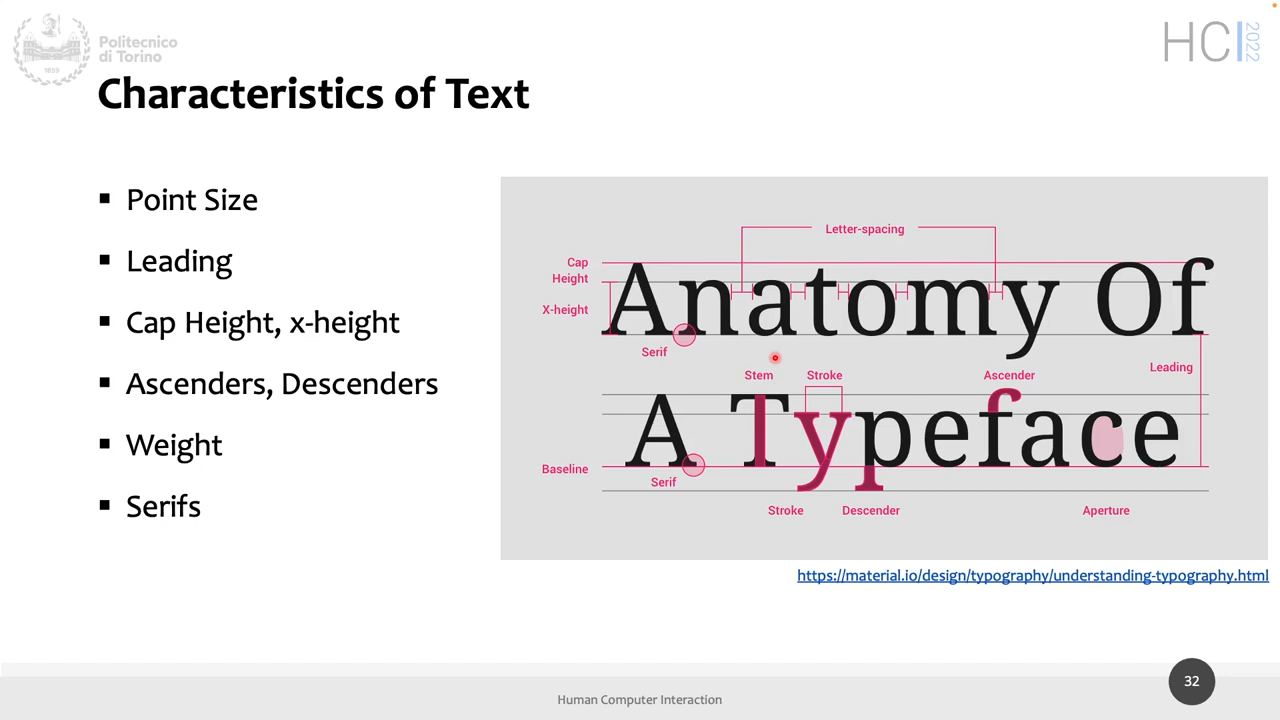 Politecnico
di Torino
1859
HCI 2022
Characteristics of Text
▪ Point Size
▪ Leading
▪ Cap Height, x-height
▪ Ascenders, Descenders
▪ Weight
▪ Serifs
Letter-spacing
Cap
Height
X-height
Anatomy Of
Serif
Stem
Stroke
Ascender
Leading
A Typeface
Baseline
Serif
Stroke
Descender
Aperture
https://material.io/design/typography/understanding-typography.html
Human Computer Interaction
32